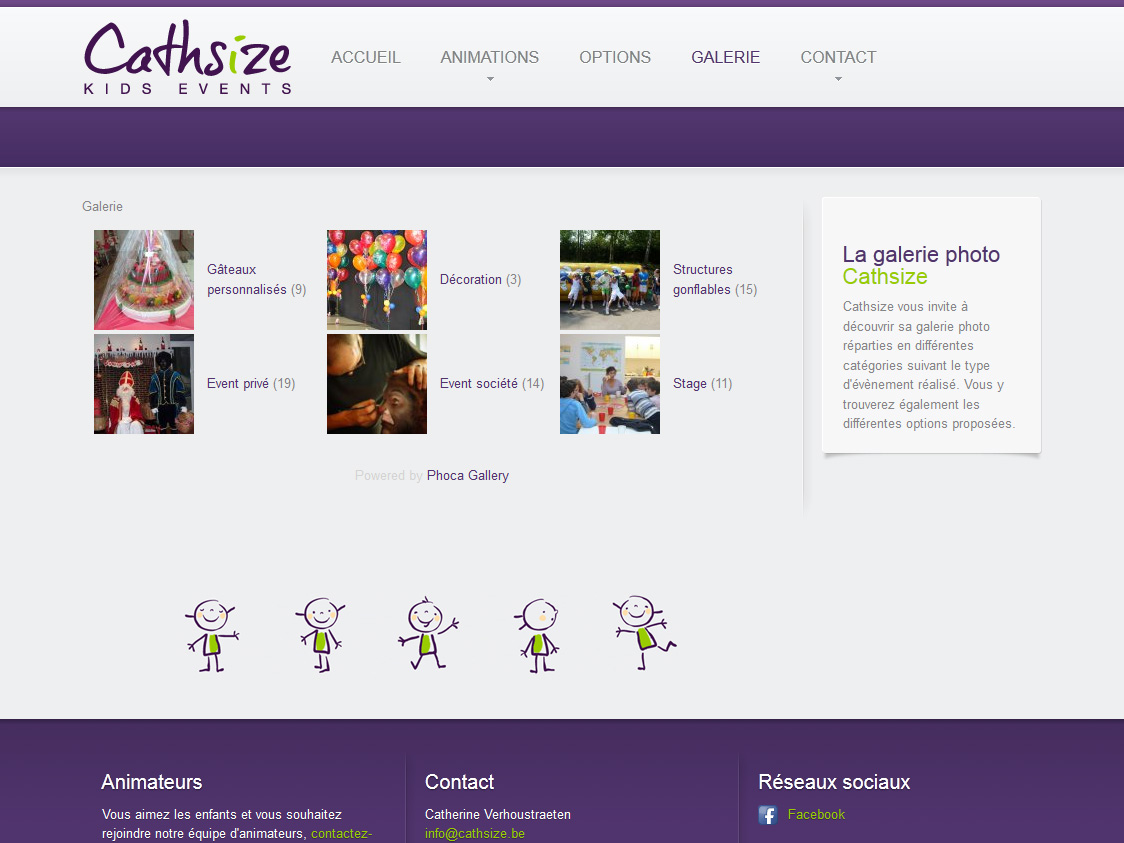 Cathsize
KIDS EVENTS
ACCUEIL
ANIMATIONS
OPTIONS
GALERIE
CONTACT
Galerie
Gâteaux
personnalisés (9)
Décoration (3)
Structures
gonflables (15)
Event privé (19)
Event société (14)
Stage (11)
Powered by Phoca Gallery
La galerie photo
Cathsize
Cathsize vous invite à
découvrir sa galerie photo
réparties en différentes
catégories suivant le type
d'évènement réalisé. Vous y
trouverez également les
différentes options proposées.
Animateurs
Vous aimez les enfants et vous souhaitez
rejoindre notre équipe d'animateurs, contactez-
Contact
Catherine Verhoustraeten
info@cathsize.be
Réseaux sociaux
Facebook